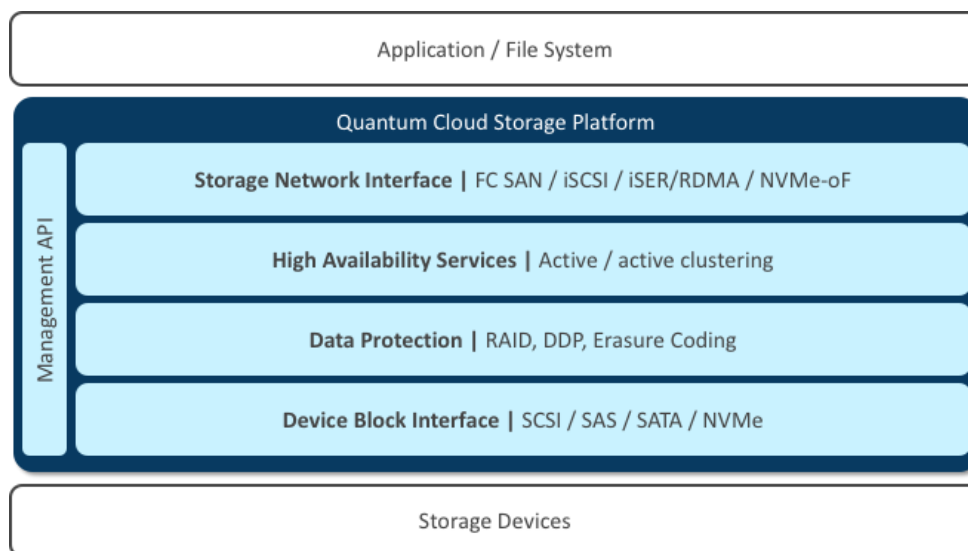 Application / File System
Quantum Cloud Storage Platform
Management API
Storage Network Interface | FC SAN / iSCSI / iSER/RDMA / NVMe-oF
High Availability Services | Active / active clustering
Data Protection | RAID, DDP, Erasure Coding
Device Block Interface | SCSI / SAS / SATA / NVMe
Storage Devices